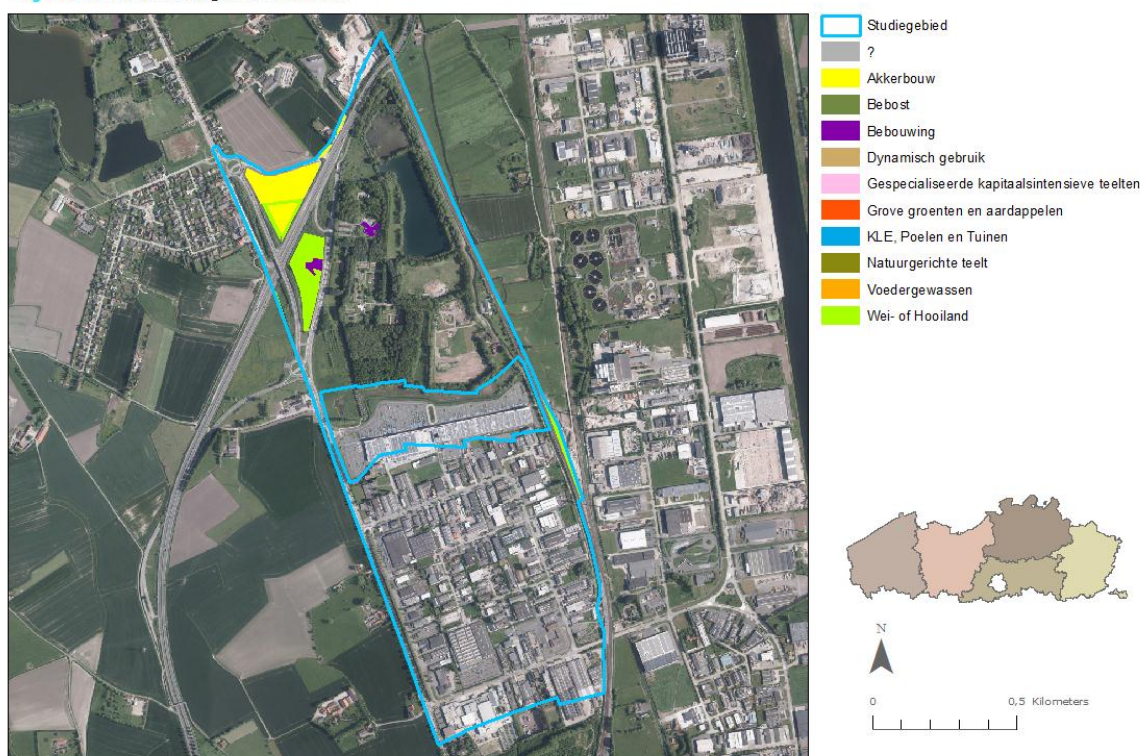 Studiegebied
?
Akkerbouw
Bebost
Bebouwing
Dynamisch gebruik
Gespecialiseerde kapitaalsintensieve teelten
Grove groenten en aardappelen
KLE, Poelen en Tuinen
Natuurgerichte teelt
Voedergewassen
Wei- of Hooiland
N
0 0,5 Kilometers